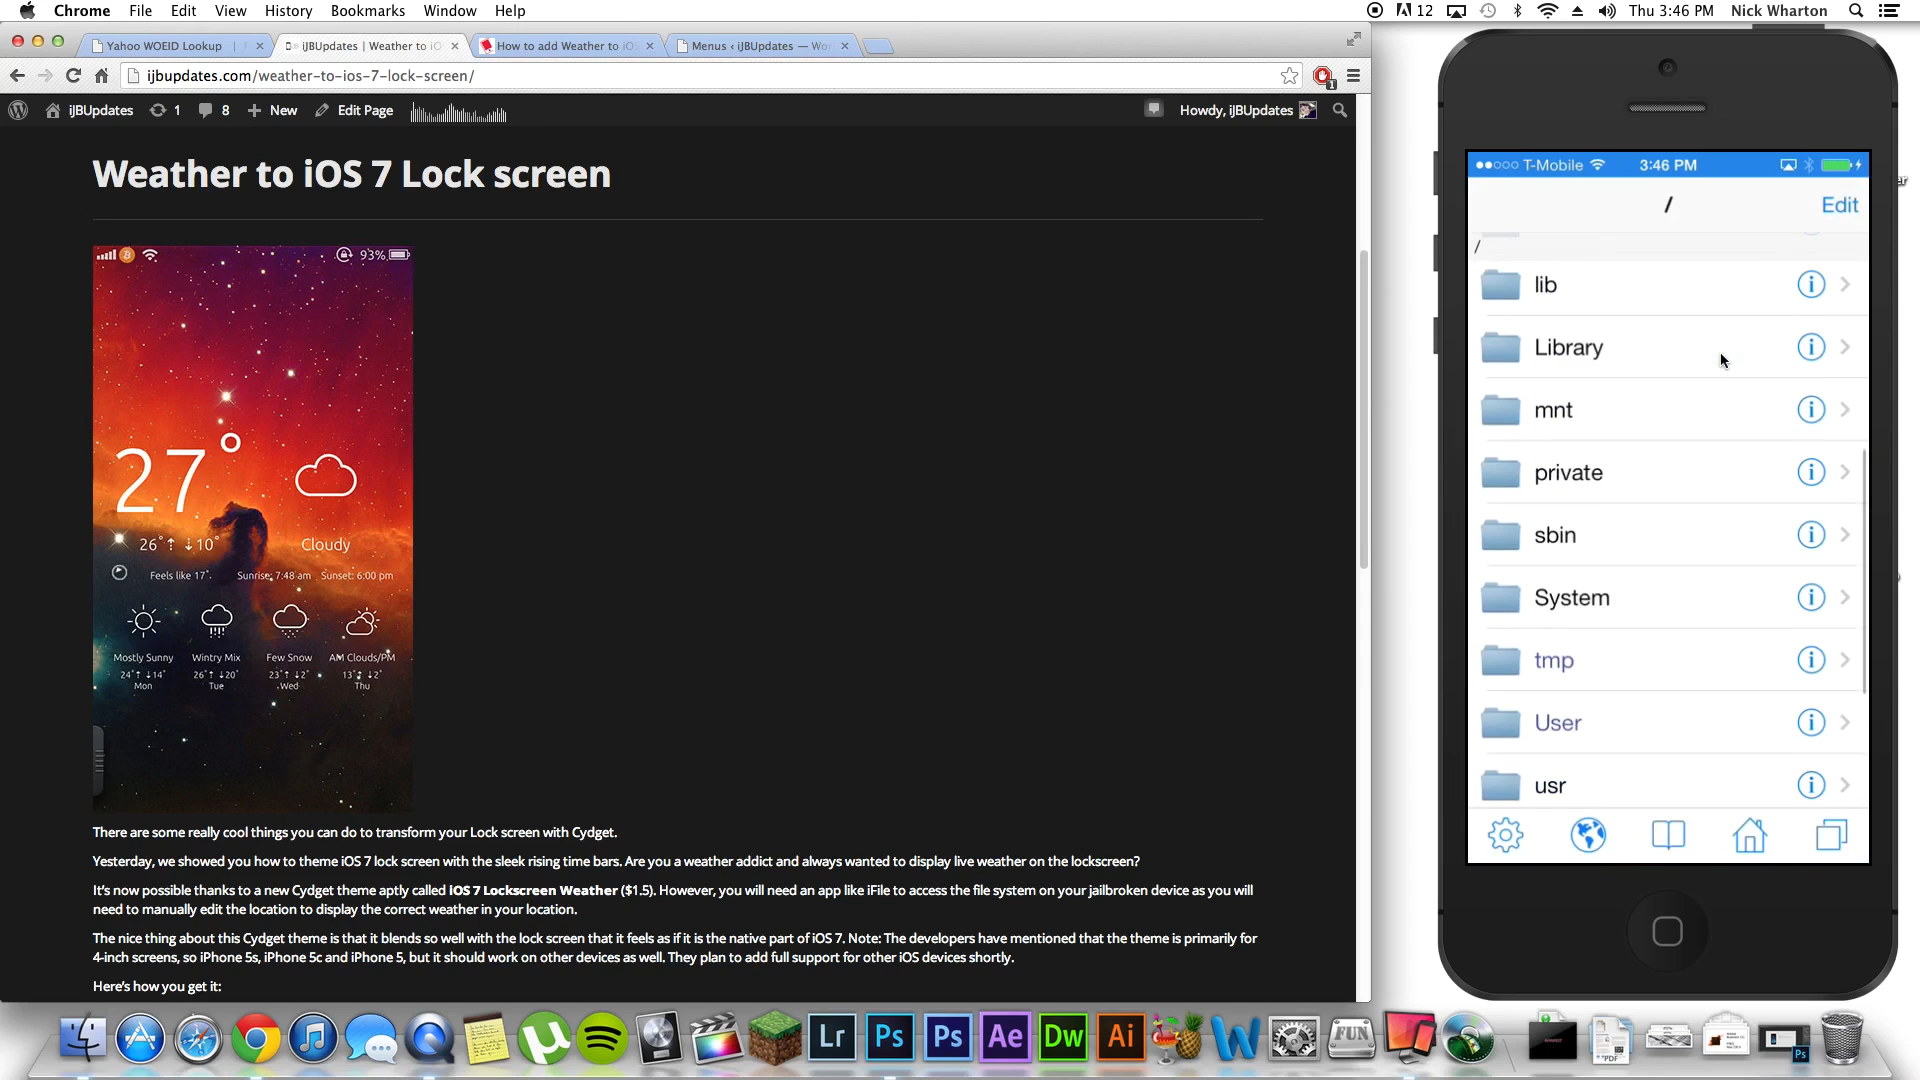 Chrome File Edit View History Bookmarks Window Help
12 Thu 3:46 PM Nick Wharton
Yahoo WOEID Lookup | iJBUpdates | Weather to iO How to add Weather to iOS Menus ‹ iJBUpdates — Wor
ijbupdates.com/weather-to-ios-7-lock-screen/
1
iJBUpdates 1 8 New Edit Page Howdy, iJBUpdates
Weather to iOS 7 Lock screen
93%
27°
26°↑ ↓10° Cloudy
Feels like 17°. Sunrise: 7:48 am Sunset: 6:00 pm
Mostly Sunny Wintry Mix Few Snow AM Clouds/PM
24°↑ ↓14° 26°↑ ↓20° 23°↑ ↓2° 13°↑ ↓2°
Mon Tue Wed Thu
There are some really cool things you can do to transform your Lock screen with Cydget.
Yesterday, we showed you how to theme iOS 7 lock screen with the sleek rising time bars. Are you a weather addict and always wanted to display live weather on the lockscreen?
It's now possible thanks to a new Cydget theme aptly called iOS 7 Lockscreen Weather ($1.5). However, you will need an app like iFile to access the file system on your jailbroken device as you will
need to manually edit the location to display the correct weather in your location.
The nice thing about this Cydget theme is that it blends so well with the lock screen that it feels as if it is the native part of iOS 7. Note: The developers have mentioned that the theme is primarily for
4-inch screens, so iPhone 5s, iPhone 5c and iPhone 5, but it should work on other devices as well. They plan to add full support for other iOS devices shortly.
Here's how you get it:
T-Mobile 3:46 PM
/ Edit
/
lib
Library
mnt
private
sbin
System
tmp
User
usr
Lr Ps Ps Ae Dw Ai W FUN PDF Ps